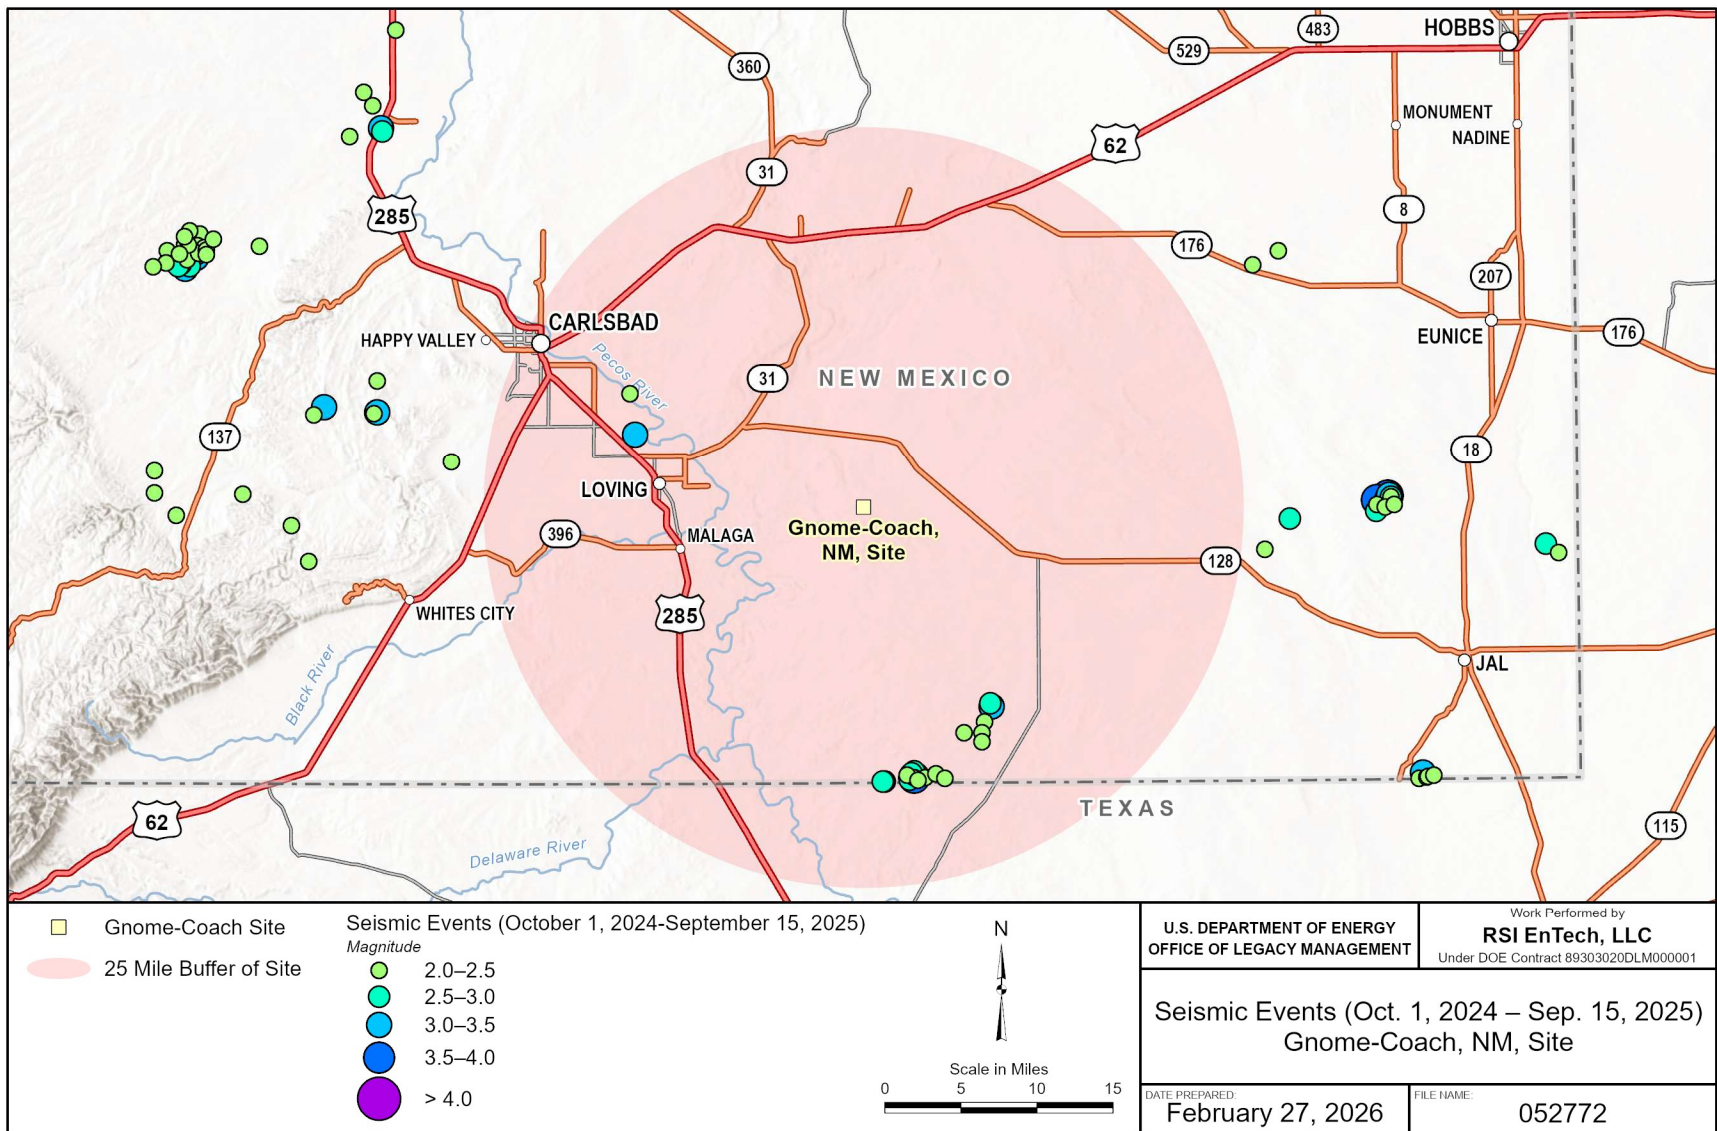 HOBBS
483
529
360
MONUMENT
NADINE
62
31
8
285
176
207
CARLSBAD
HAPPY VALLEY
EUNICE
176
Pecos River
31
NEW MEXICO
137
18
LOVING
Gnome-Coach,
NM, Site
396
MALAGA
128
WHITES CITY
285
JAL
Black River
TEXAS
62
115
Delaware River
Gnome-Coach Site
25 Mile Buffer of Site
Seismic Events (October 1, 2024-September 15, 2025)
Magnitude
2.0–2.5
2.5–3.0
3.0–3.5
3.5–4.0
> 4.0
N
Scale in Miles
0 5 10 15
U.S. DEPARTMENT OF ENERGY
OFFICE OF LEGACY MANAGEMENT
Work Performed by
RSI EnTech, LLC
Under DOE Contract 89303020DLM000001
Seismic Events (Oct. 1, 2024 – Sep. 15, 2025)
Gnome-Coach, NM, Site
DATE PREPARED:
February 27, 2026
FILE NAME:
052772